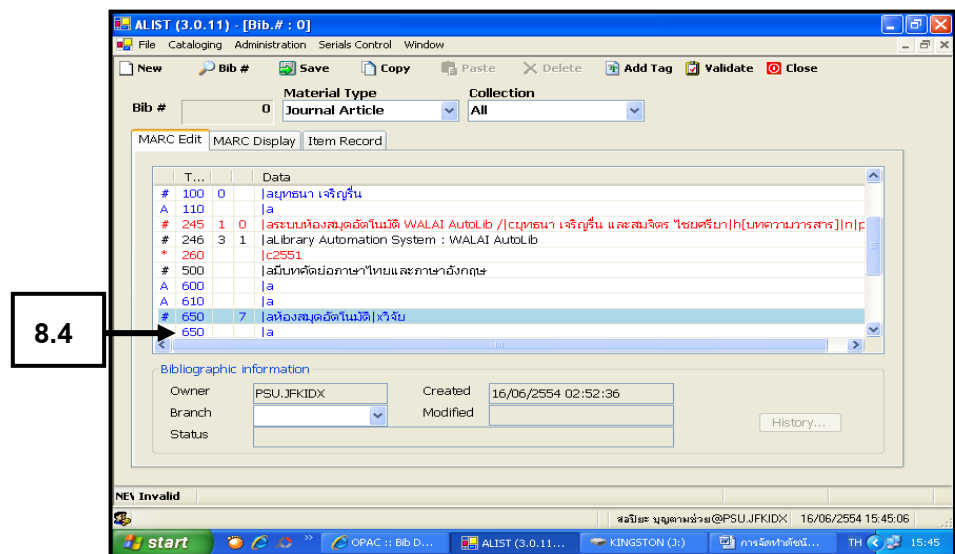 ALIST (3.0.11) - [Bib.# : 0]
File Cataloging Administration Serials Control Window
New Bib # Save Copy Paste Delete Add Tag Validate Close
Material Type Collection
Bib # 0 Journal Article All
MARC Edit MARC Display Item Record
T... Data
# 100 0 |aยุทธนา เจริญรื่น
A 110 |a
# 245 1 0 |aระบบห้องสมุดอัตโนมัติ WALAI AutoLib /|cยุทธนา เจริญรื่น และสมจิตร ไชยศรียา|h[บทความวารสาร]|n|p
# 246 3 1 |aLibrary Automation System : WALAI AutoLib
* 260 |c2551
# 500 |aมีบทคัดย่อภาษาไทยและภาษาอังกฤษ
A 600 |a
A 610 |a
# 650 7 |aห้องสมุดอัตโนมัติ|xวิจัย
8.4
650 |a
Bibliographic information
Owner PSU.JFKIDX Created 16/06/2554 02:52:36
Branch Modified
History...
Status
Invalid
บุญตามช่วย@PSU.JFKIDX 16/06/2554 15:45:06
start OPAC :: Bib D... ALIST (3.0.11... KINGSTON (J:) การจัดทำดัชนี... TH 15:45